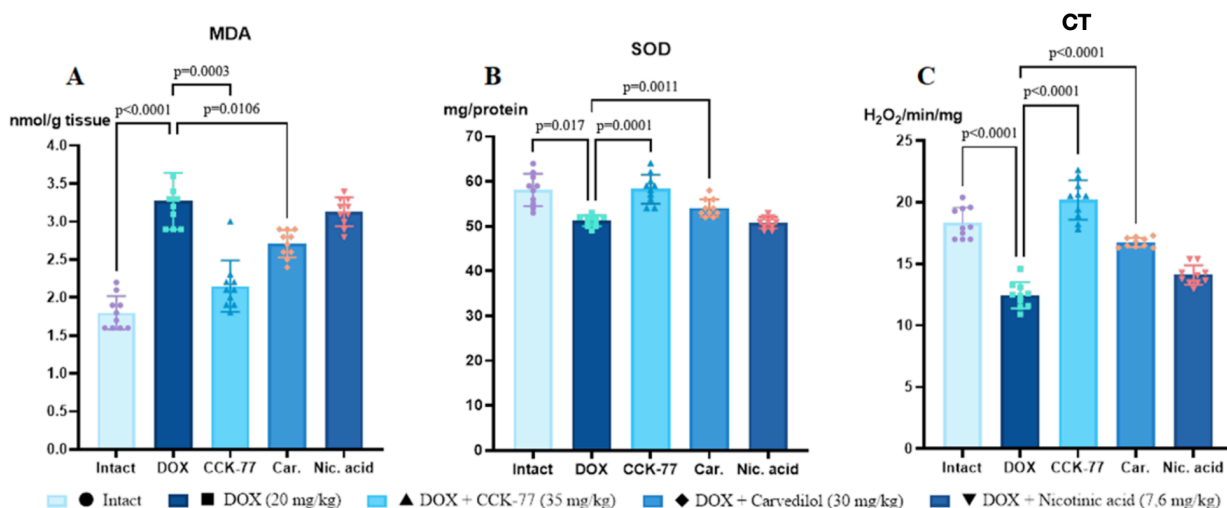 MDA
A
p=0.0003
p<0.0001
p=0.0106
nmol/g tissue
4.0
3.5
3.0
2.5
2.0
1.5
1.0
0.5
0.0
Intact DOX CCK-77 Car. Nic. acid
SOD
B
p=0.0011
mg/protein
p=0.017
p=0.0001
70
60
50
40
30
20
10
0
Intact DOX CCK-77 Car. Nic. acid
CT
C
p<0.0001
p<0.0001
H₂O₂/min/mg
p<0.0001
25
20
15
10
5
0
Intact DOX CCK-77 Car. Nic. acid
Intact DOX (20 mg/kg) DOX + CCK-77 (35 mg/kg) DOX + Carvedilol (30 mg/kg) DOX + Nicotinic acid (7,6 mg/kg)